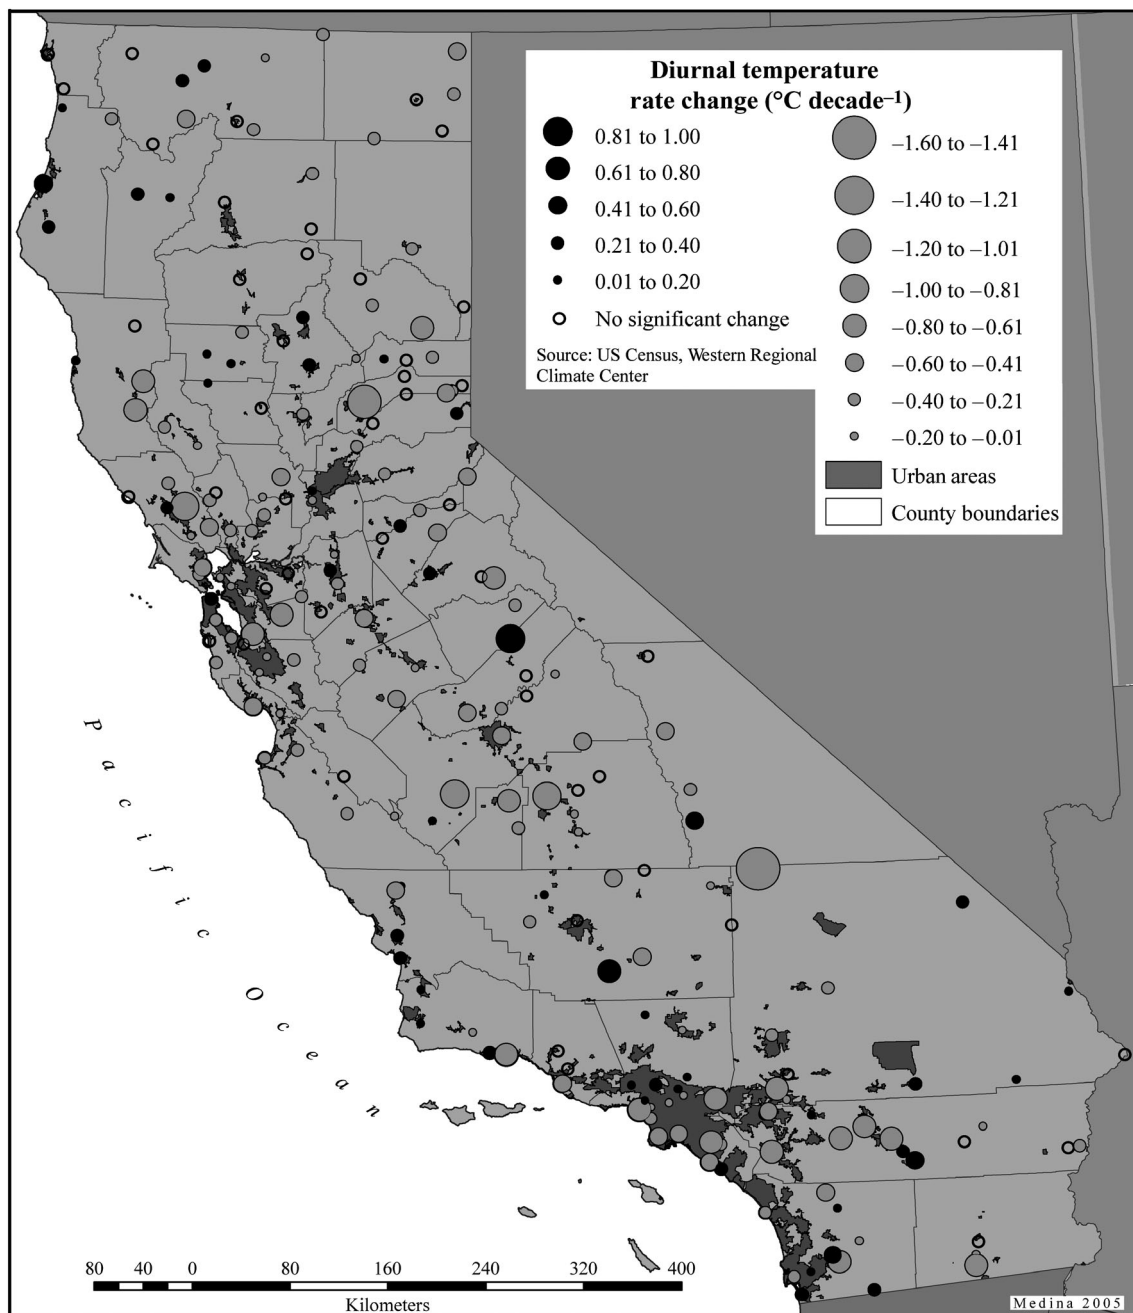 Diurnal temperature
rate change (°C decade⁻¹)
0.81 to 1.00
0.61 to 0.80
0.41 to 0.60
0.21 to 0.40
0.01 to 0.20
No significant change
Source: US Census, Western Regional
Climate Center
–1.60 to –1.41
–1.40 to –1.21
–1.20 to –1.01
–1.00 to –0.81
–0.80 to –0.61
–0.60 to –0.41
–0.40 to –0.21
–0.20 to –0.01
Urban areas
County boundaries
Pacific Ocean
80 40 0 80 160 240 320 400
Kilometers
Medina 2005